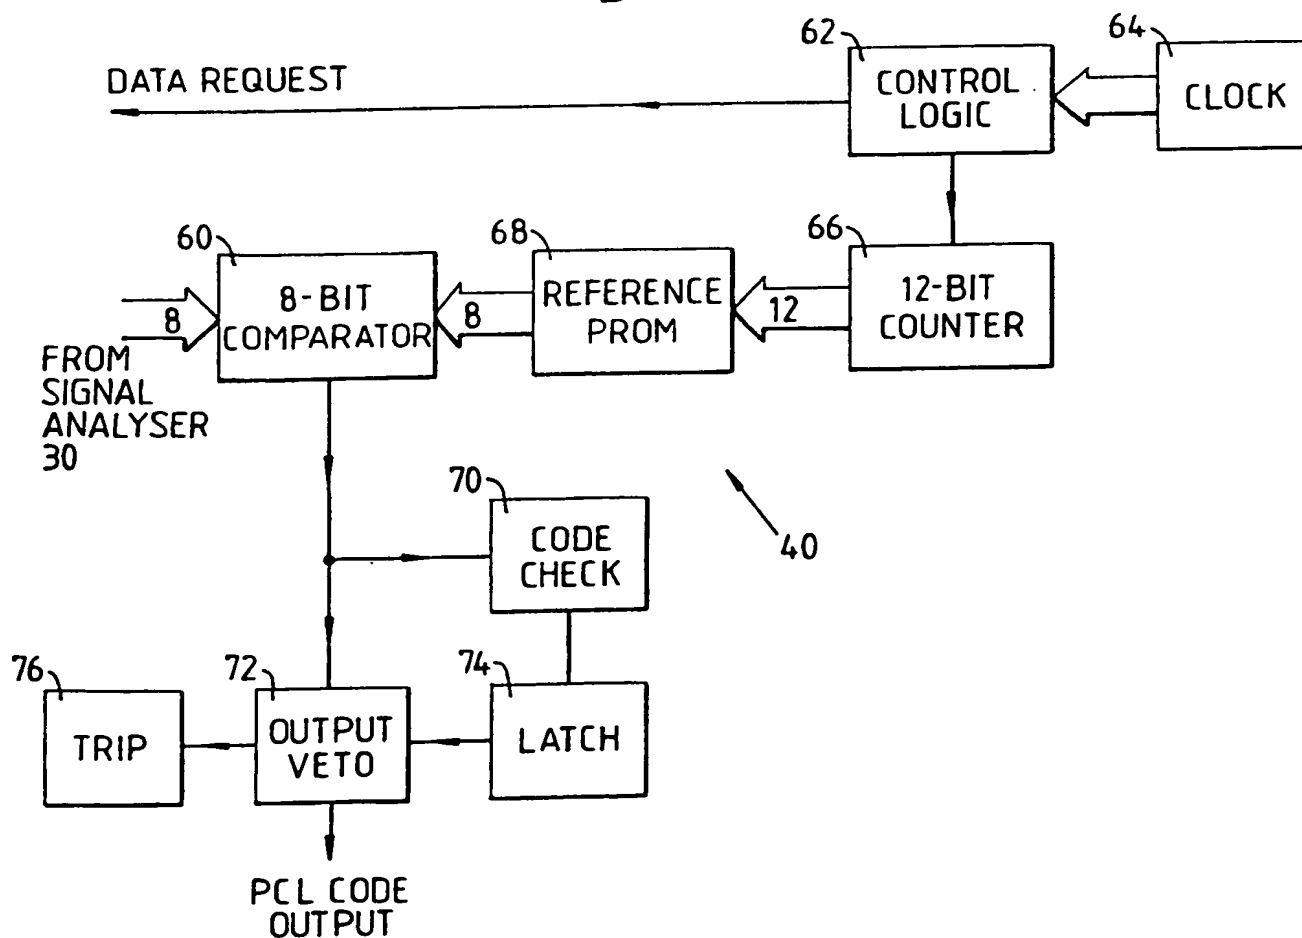 62
64
DATA REQUEST
CONTROL
LOGIC
CLOCK
60
68
66
8
8-BIT
COMPARATOR
8
REFERENCE
PROM
12
12-BIT
COUNTER
FROM
SIGNAL
ANALYSER
30
70
CODE
CHECK
40
76
72
74
TRIP
OUTPUT
VETO
LATCH
PCL CODE
OUTPUT